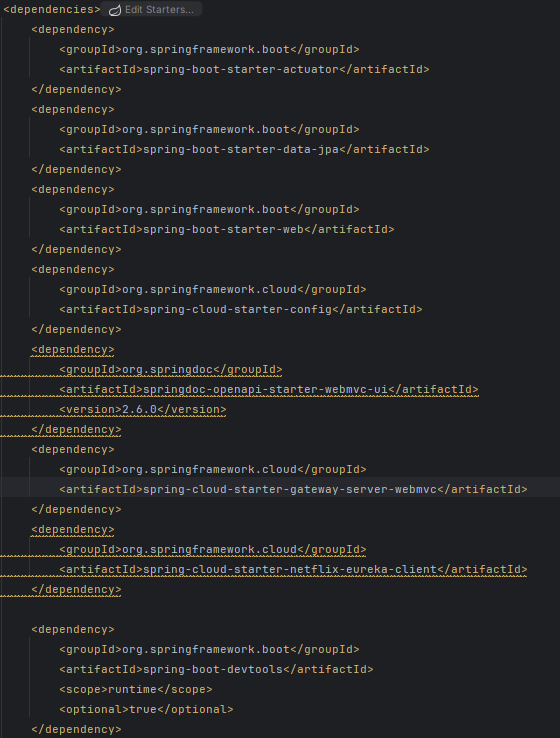 <dependencies> Edit Starters...
<dependency>
<groupId>org.springframework.boot</groupId>
<artifactId>spring-boot-starter-actuator</artifactId>
</dependency>
<dependency>
<groupId>org.springframework.boot</groupId>
<artifactId>spring-boot-starter-data-jpa</artifactId>
</dependency>
<dependency>
<groupId>org.springframework.boot</groupId>
<artifactId>spring-boot-starter-web</artifactId>
</dependency>
<dependency>
<groupId>org.springframework.cloud</groupId>
<artifactId>spring-cloud-starter-config</artifactId>
</dependency>
<dependency>
<groupId>org.springdoc</groupId>
<artifactId>springdoc-openapi-starter-webmvc-ui</artifactId>
<version>2.6.0</version>
</dependency>
<dependency>
<groupId>org.springframework.cloud</groupId>
<artifactId>spring-cloud-starter-gateway-server-webmvc</artifactId>
</dependency>
<dependency>
<groupId>org.springframework.cloud</groupId>
<artifactId>spring-cloud-starter-netflix-eureka-client</artifactId>
</dependency>
<dependency>
<groupId>org.springframework.boot</groupId>
<artifactId>spring-boot-devtools</artifactId>
<scope>runtime</scope>
<optional>true</optional>
</dependency>